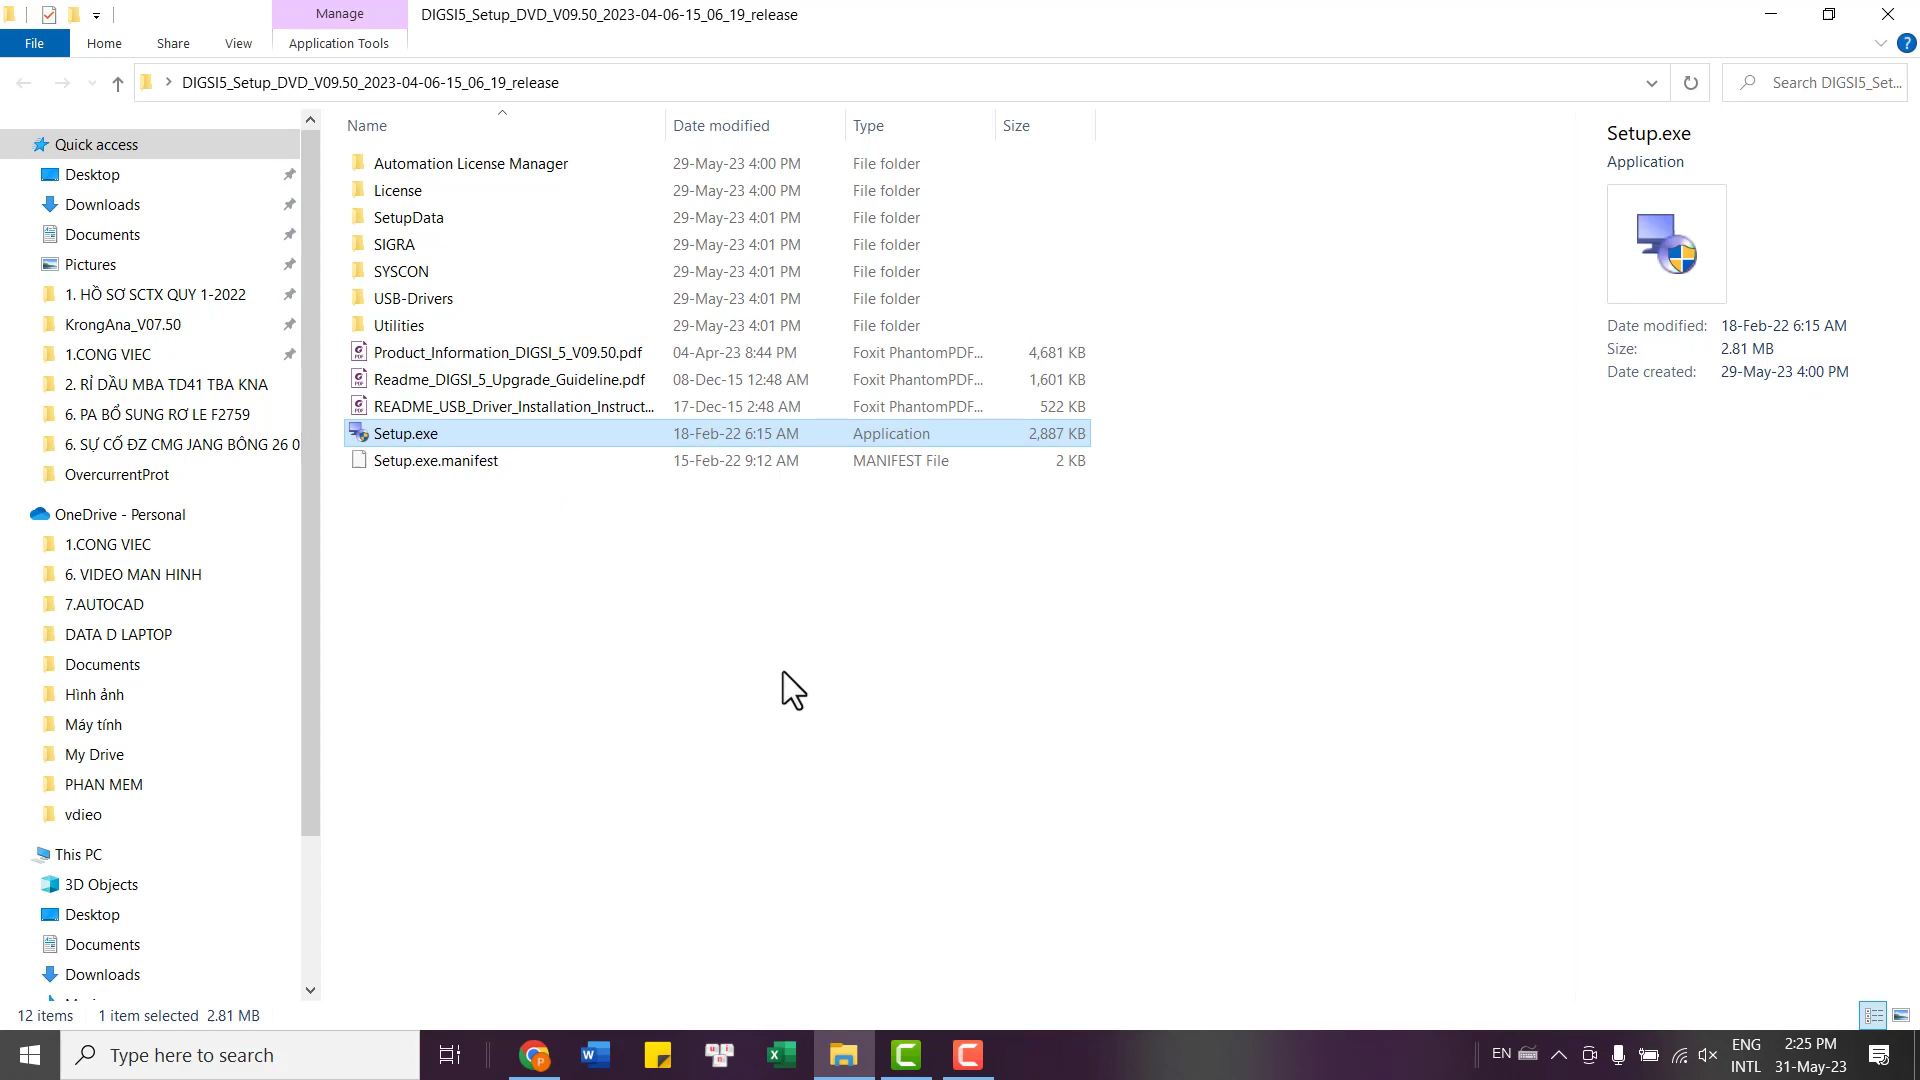 Manage
DIGSI5_Setup_DVD_V09.50_2023-04-06-15_06_19_release
File
Home
Share
View
Application Tools
DIGSI5_Setup_DVD_V09.50_2023-04-06-15_06_19_release
Search DIGSI5_Set...
Name
Date modified
Type
Size
Quick access
Desktop
Downloads
Documents
Pictures
1. HỒ SƠ SCTX QUY 1-2022
KrongAna_V07.50
1.CONG VIEC
2. RỈ DẦU MBA TD41 TBA KNA
6. PA BỔ SUNG RƠ LE F2759
6. SỰ CỐ ĐZ CMG JANG BÔNG 26 0
OvercurrentProt
OneDrive - Personal
1.CONG VIEC
6. VIDEO MAN HINH
7.AUTOCAD
DATA D LAPTOP
Documents
Hình ảnh
Máy tính
My Drive
PHAN MEM
vdieo
This PC
3D Objects
Desktop
Documents
Downloads
Automation License Manager 29-May-23 4:00 PM File folder
License 29-May-23 4:00 PM File folder
SetupData 29-May-23 4:01 PM File folder
SIGRA 29-May-23 4:01 PM File folder
SYSCON 29-May-23 4:01 PM File folder
USB-Drivers 29-May-23 4:01 PM File folder
Utilities 29-May-23 4:01 PM File folder
Product_Information_DIGSI_5_V09.50.pdf 04-Apr-23 8:44 PM Foxit PhantomPDF... 4,681 KB
Readme_DIGSI_5_Upgrade_Guideline.pdf 08-Dec-15 12:48 AM Foxit PhantomPDF... 1,601 KB
README_USB_Driver_Installation_Instruct... 17-Dec-15 2:48 AM Foxit PhantomPDF... 522 KB
Setup.exe 18-Feb-22 6:15 AM Application 2,887 KB
Setup.exe.manifest 15-Feb-22 9:12 AM MANIFEST File 2 KB
Setup.exe
Application
Date modified: 18-Feb-22 6:15 AM
Size: 2.81 MB
Date created: 29-May-23 4:00 PM
12 items 1 item selected 2.81 MB
Type here to search
EN
ENG
INTL
2:25 PM
31-May-23